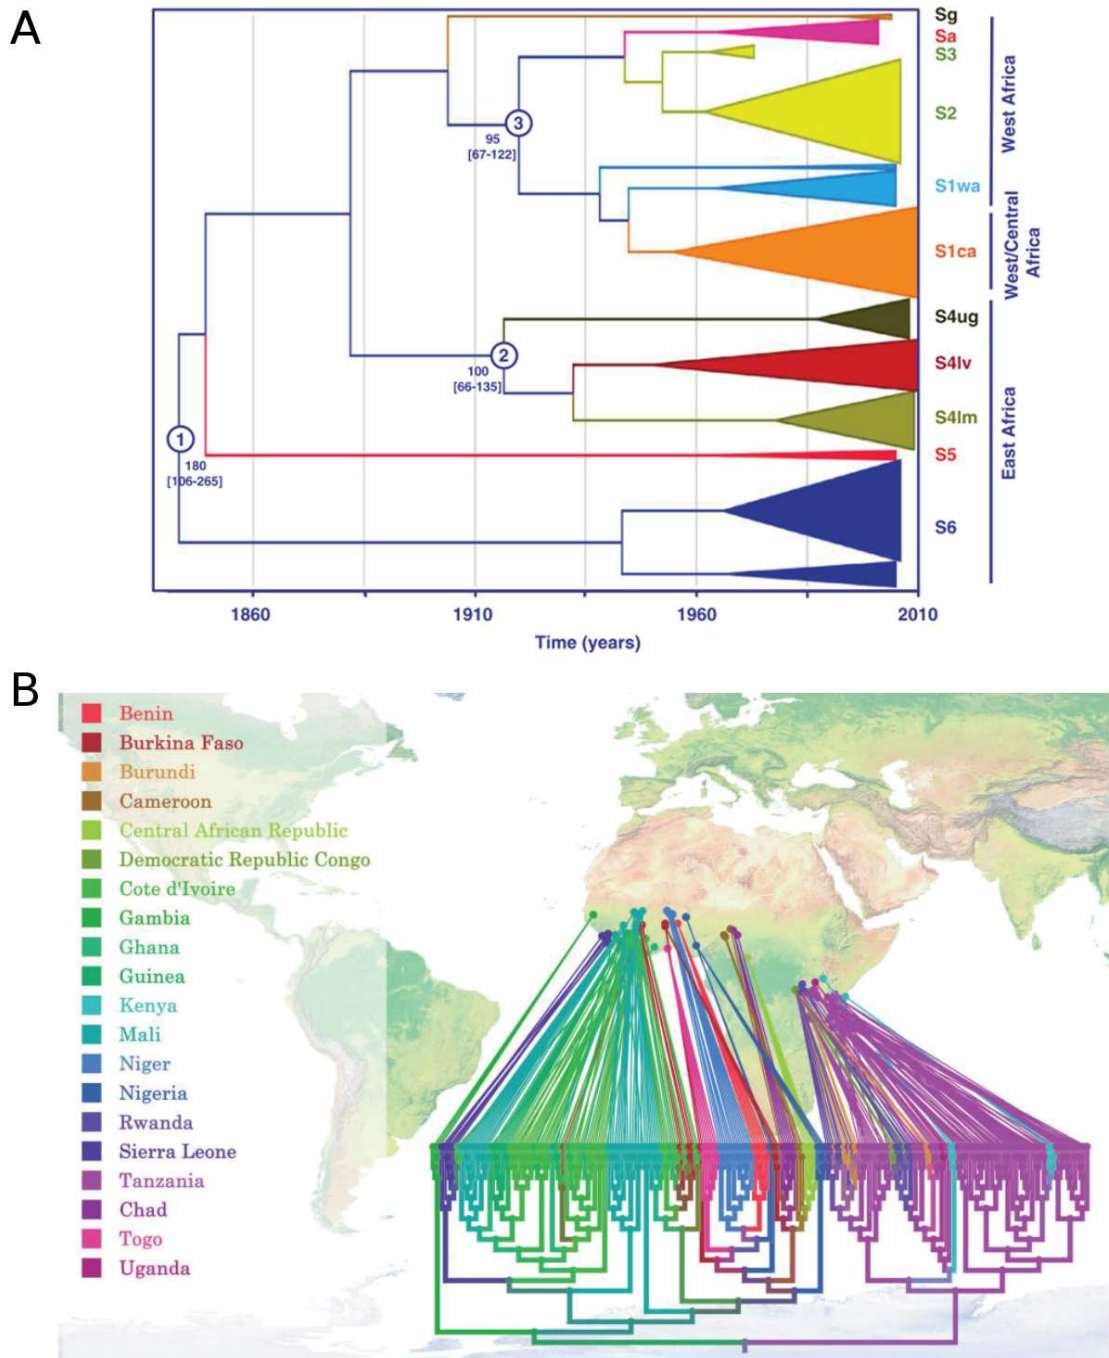 A
Sg
Sa
S3
S2
S1wa
S1ca
S4ug
S4lv
S4lm
S5
S6
West Africa
West/Central
Africa
East Africa
3
95
[67-122]
2
100
[66-135]
1
180
[106-265]
1860 1910 1960 2010
Time (years)
B
Benin
Burkina Faso
Burundi
Cameroon
Central African Republic
Democratic Republic Congo
Cote d'Ivoire
Gambia
Ghana
Guinea
Kenya
Mali
Niger
Nigeria
Rwanda
Sierra Leone
Tanzania
Chad
Togo
Uganda